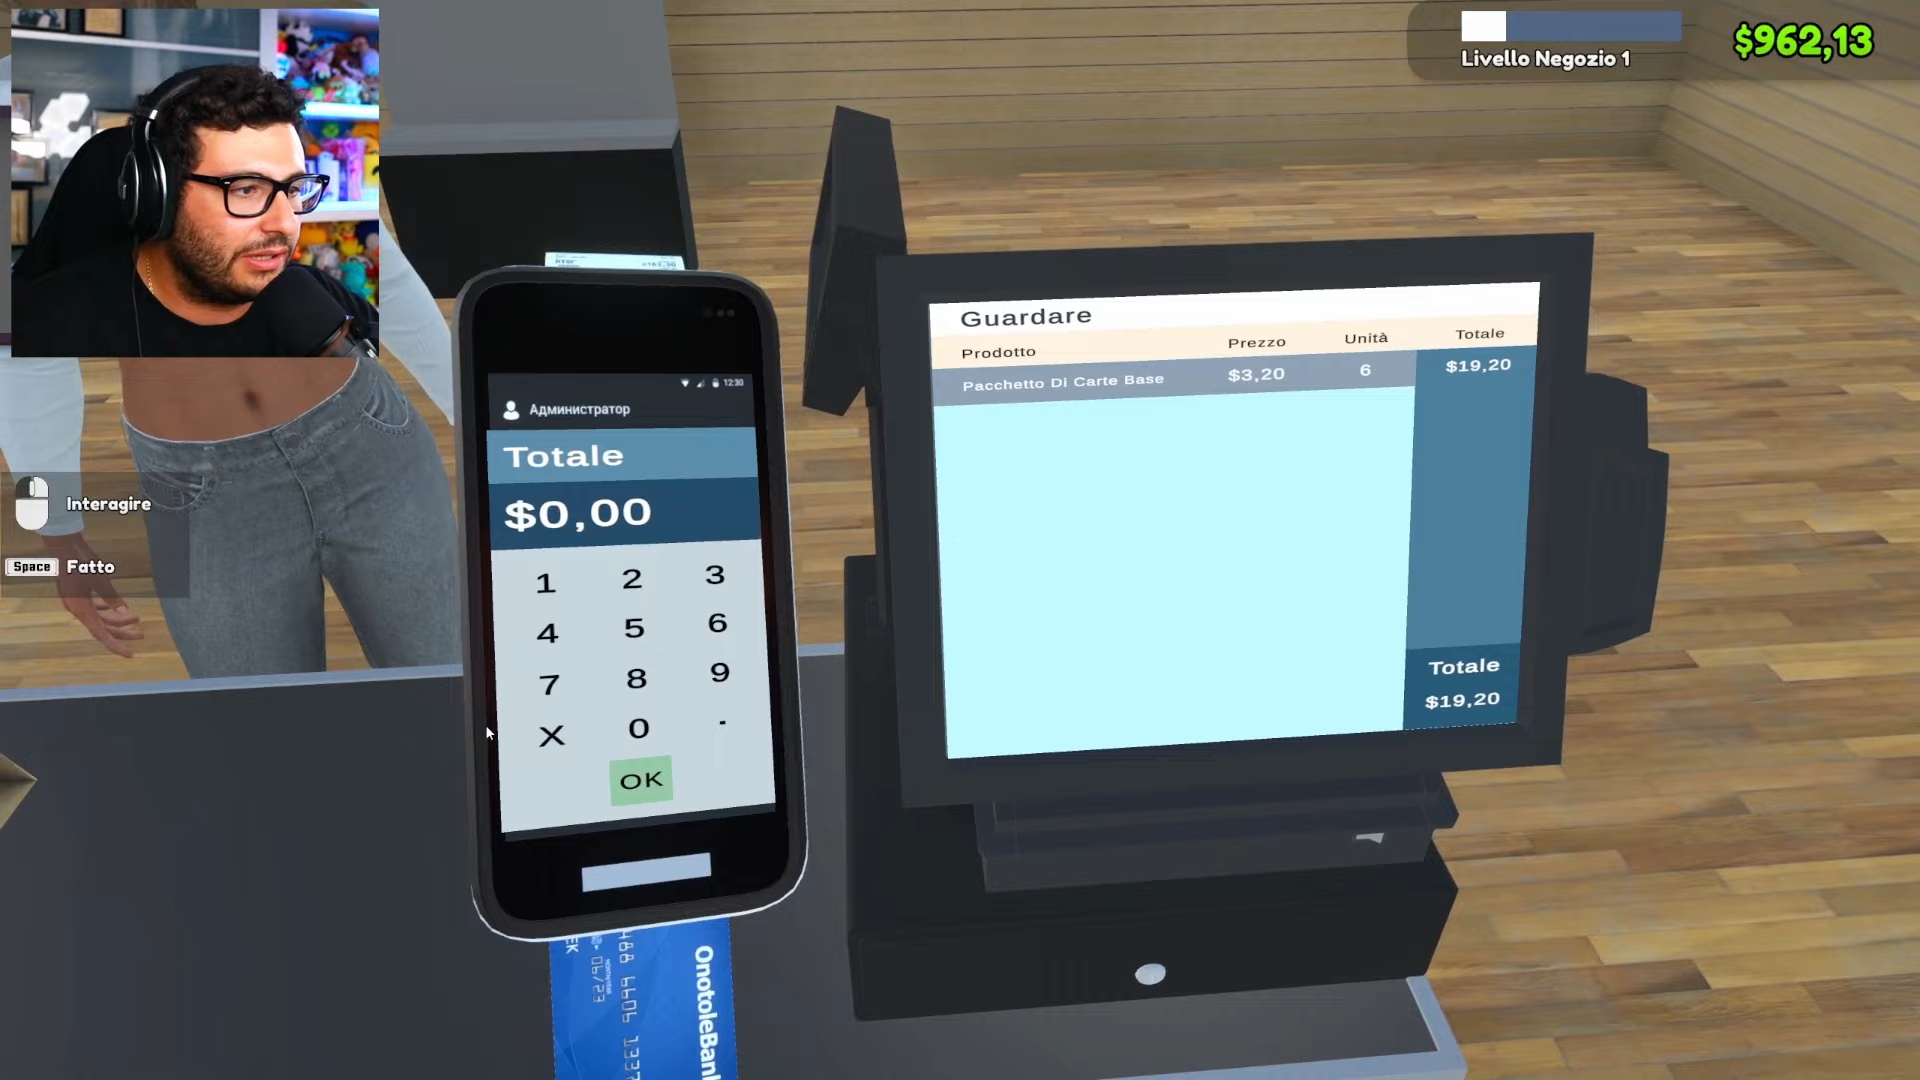 Livello Negozio 1
$962,13
Interagire
Space Fatto
12:30
Администратор
Totale
$0,00
1 2 3
4 5 6
7 8 9
X 0 .
OK
Guardare
Prodotto Prezzo Unità Totale
Pacchetto Di Carte Base $3,20 6 $19,20
Totale
$19,20
OnotoleBank